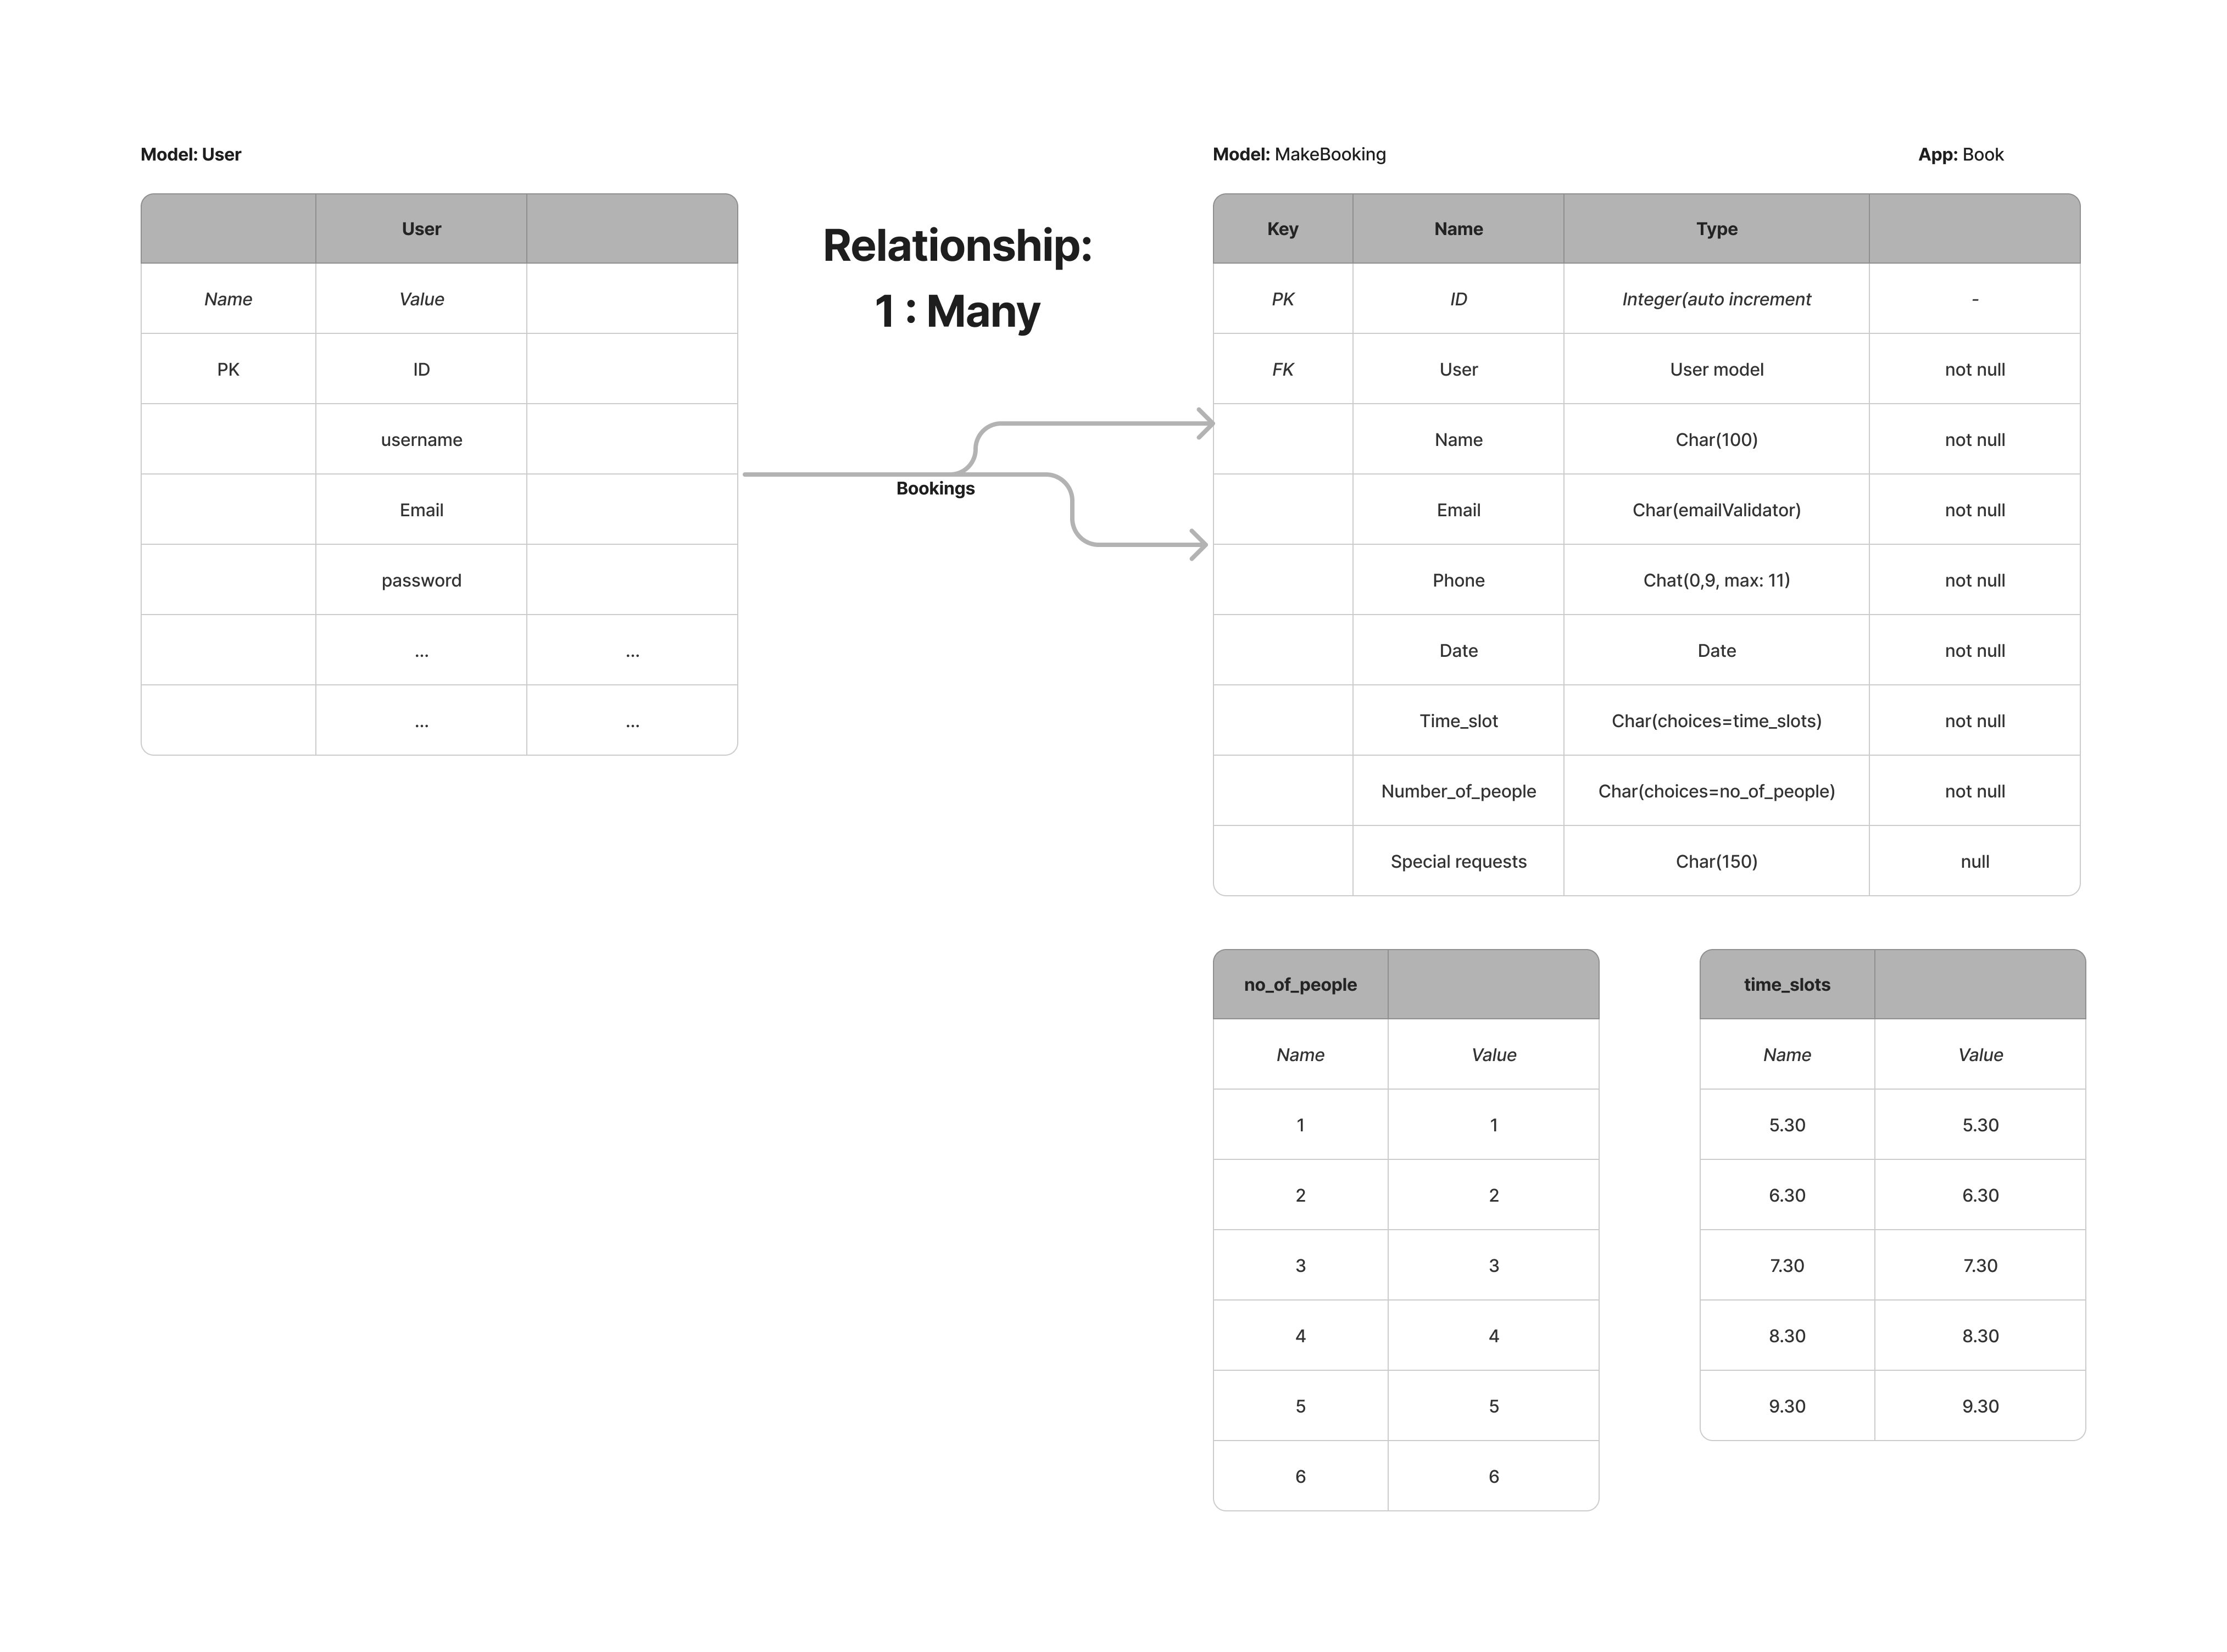 Model: User
User
Name Value
PK ID
username
Email
password
... ...
... ...
Relationship:
1 : Many
Bookings
Model: MakeBooking App: Book
Key Name Type
PK ID Integer(auto increment -
FK User User model not null
Name Char(100) not null
Email Char(emailValidator) not null
Phone Chat(0,9, max: 11) not null
Date Date not null
Time_slot Char(choices=time_slots) not null
Number_of_people Char(choices=no_of_people) not null
Special requests Char(150) null
no_of_people
Name Value
1 1
2 2
3 3
4 4
5 5
6 6
time_slots
Name Value
5.30 5.30
6.30 6.30
7.30 7.30
8.30 8.30
9.30 9.30